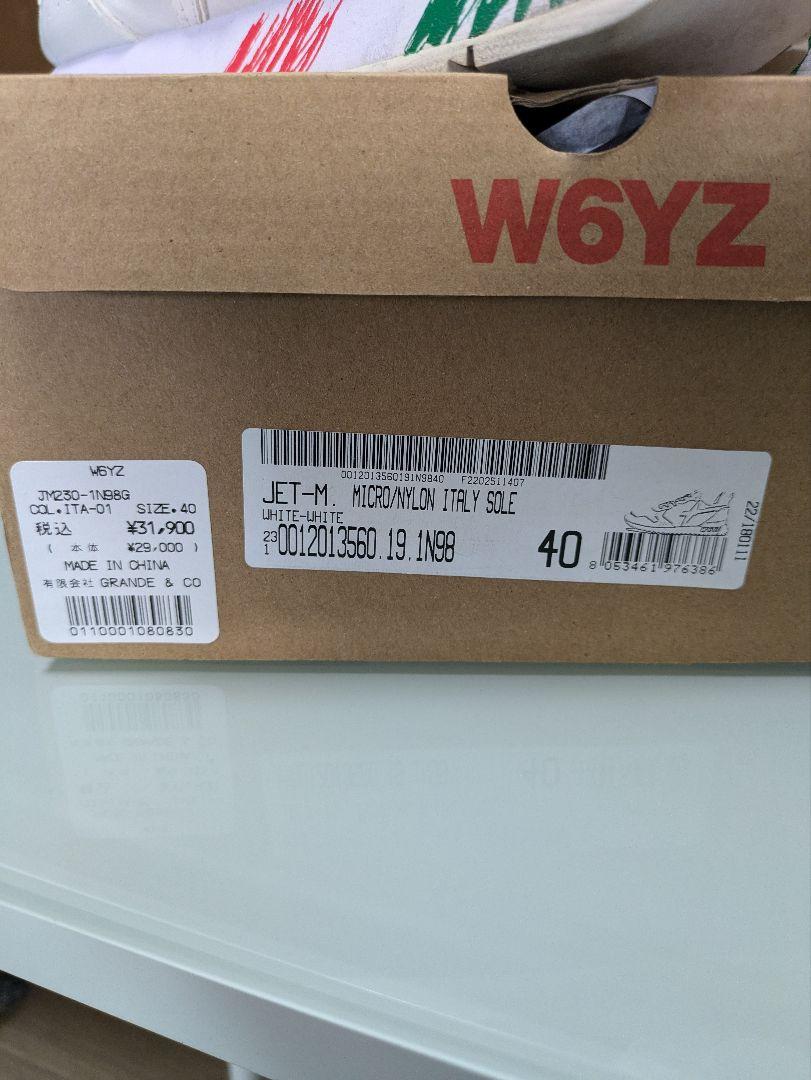 W6YZ
W6YZ
JM230-1N98G
COL.ITA-01 SIZE.40
税込 ¥31,900
( 本体 ¥29,000 )
MADE IN CHINA
有限会社 GRANDE & CO
0110001080830
0012013560191N9840 F2202511407
JET-M. MICRO/NYLON ITALY SOLE
WHITE-WHITE
23
1 0012013560.19.1N98 40
8 053461 976386
22/180111